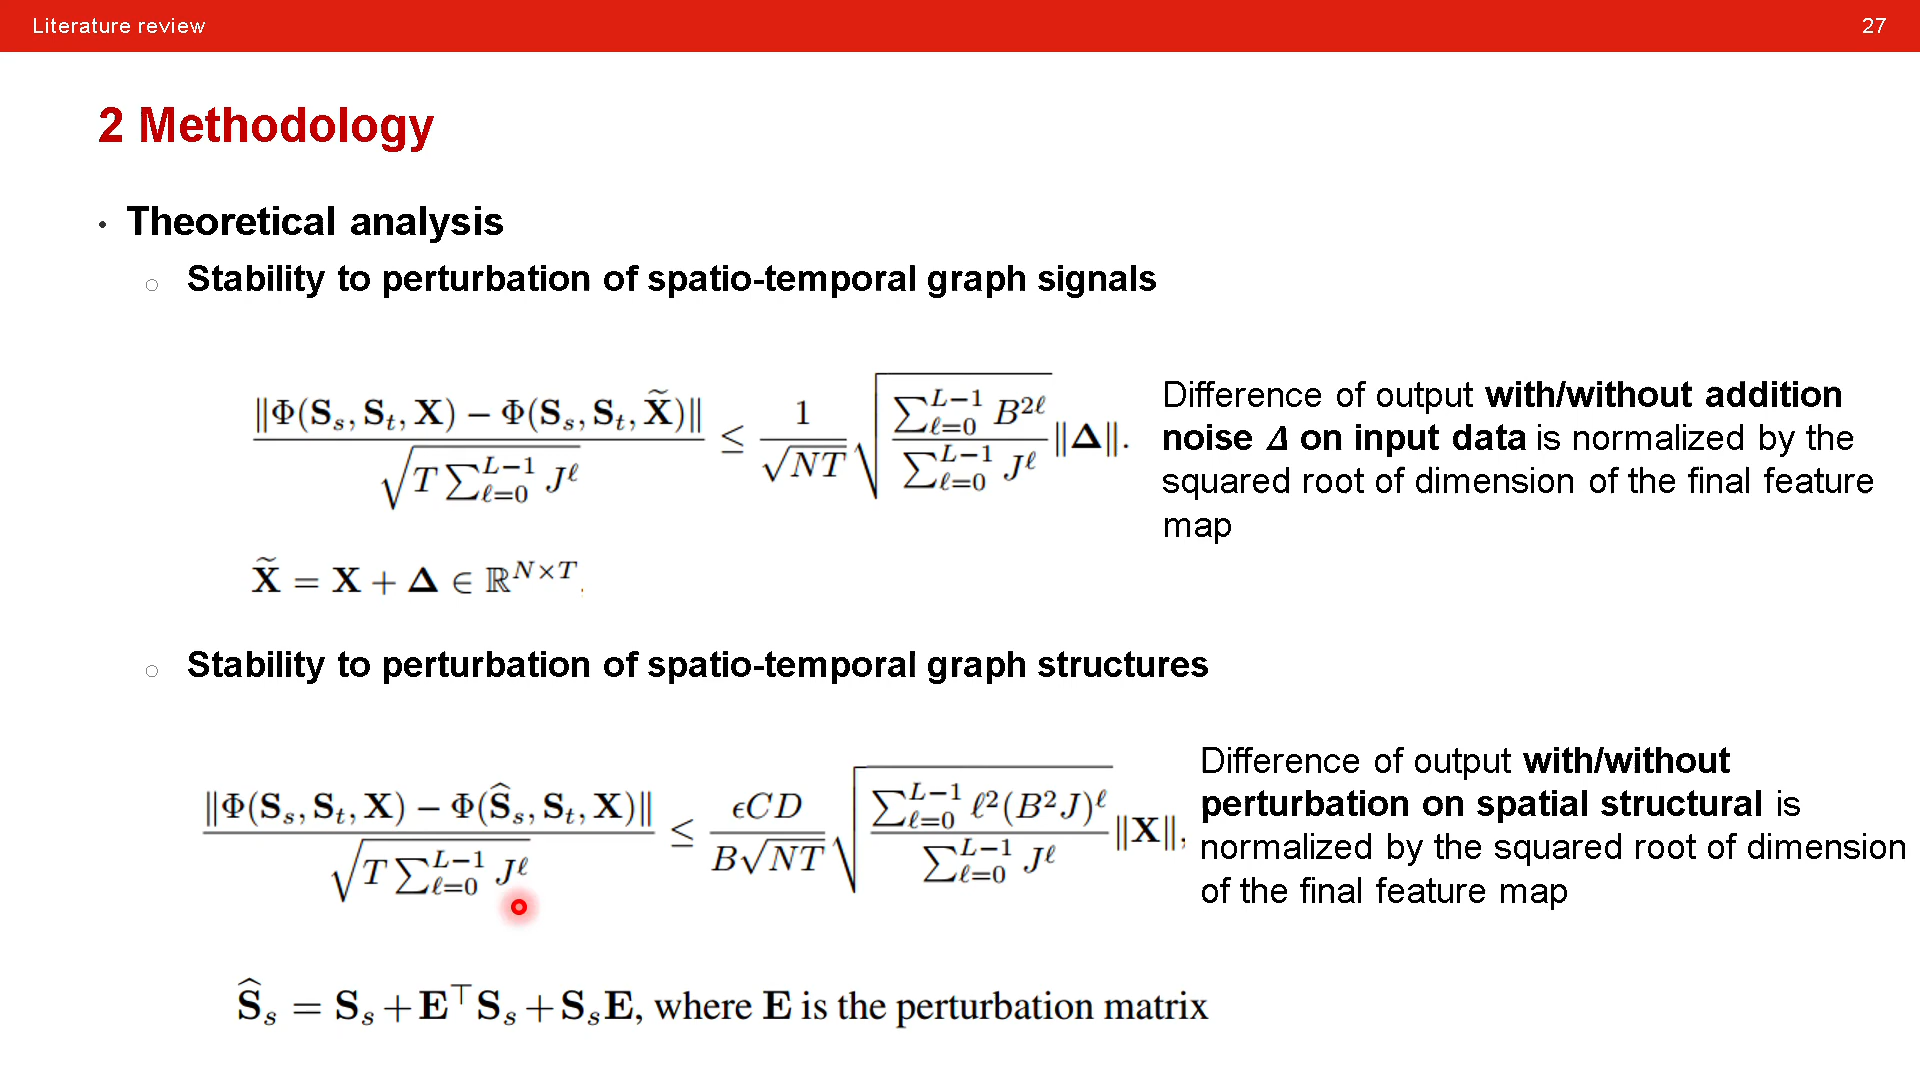 Literature review
27
2 Methodology
• Theoretical analysis
○ Stability to perturbation of spatio-temporal graph signals
‖Φ(S_s, S_t, X) − Φ(S_s, S_t, X̃)‖ / √(T ∑_{ℓ=0}^{L−1} J^ℓ) ≤ 1/√(NT) √(∑_{ℓ=0}^{L−1} B^{2ℓ} / ∑_{ℓ=0}^{L−1} J^ℓ) ‖Δ‖.
Difference of output with/without addition
noise Δ on input data is normalized by the
squared root of dimension of the final feature
map
X̃ = X + Δ ∈ ℝ^{N×T}.
○ Stability to perturbation of spatio-temporal graph structures
‖Φ(S_s, S_t, X) − Φ(Ŝ_s, S_t, X)‖ / √(T ∑_{ℓ=0}^{L−1} J^ℓ) ≤ ϵCD / (B√(NT)) √(∑_{ℓ=0}^{L−1} ℓ²(B²J)^ℓ / ∑_{ℓ=0}^{L−1} J^ℓ) ‖X‖,
Difference of output with/without
perturbation on spatial structural is
normalized by the squared root of dimension
of the final feature map
Ŝ_s = S_s + E^⊤ S_s + S_s E, where E is the perturbation matrix